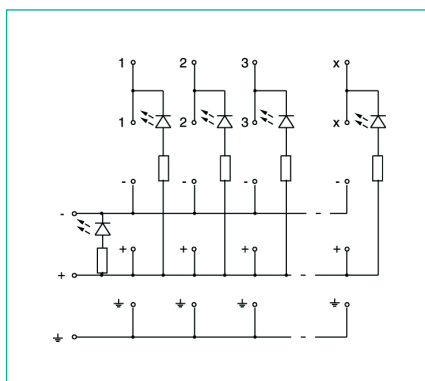 1 2 3 x
1 2 3 x
- - - -
-
+ + + +
+